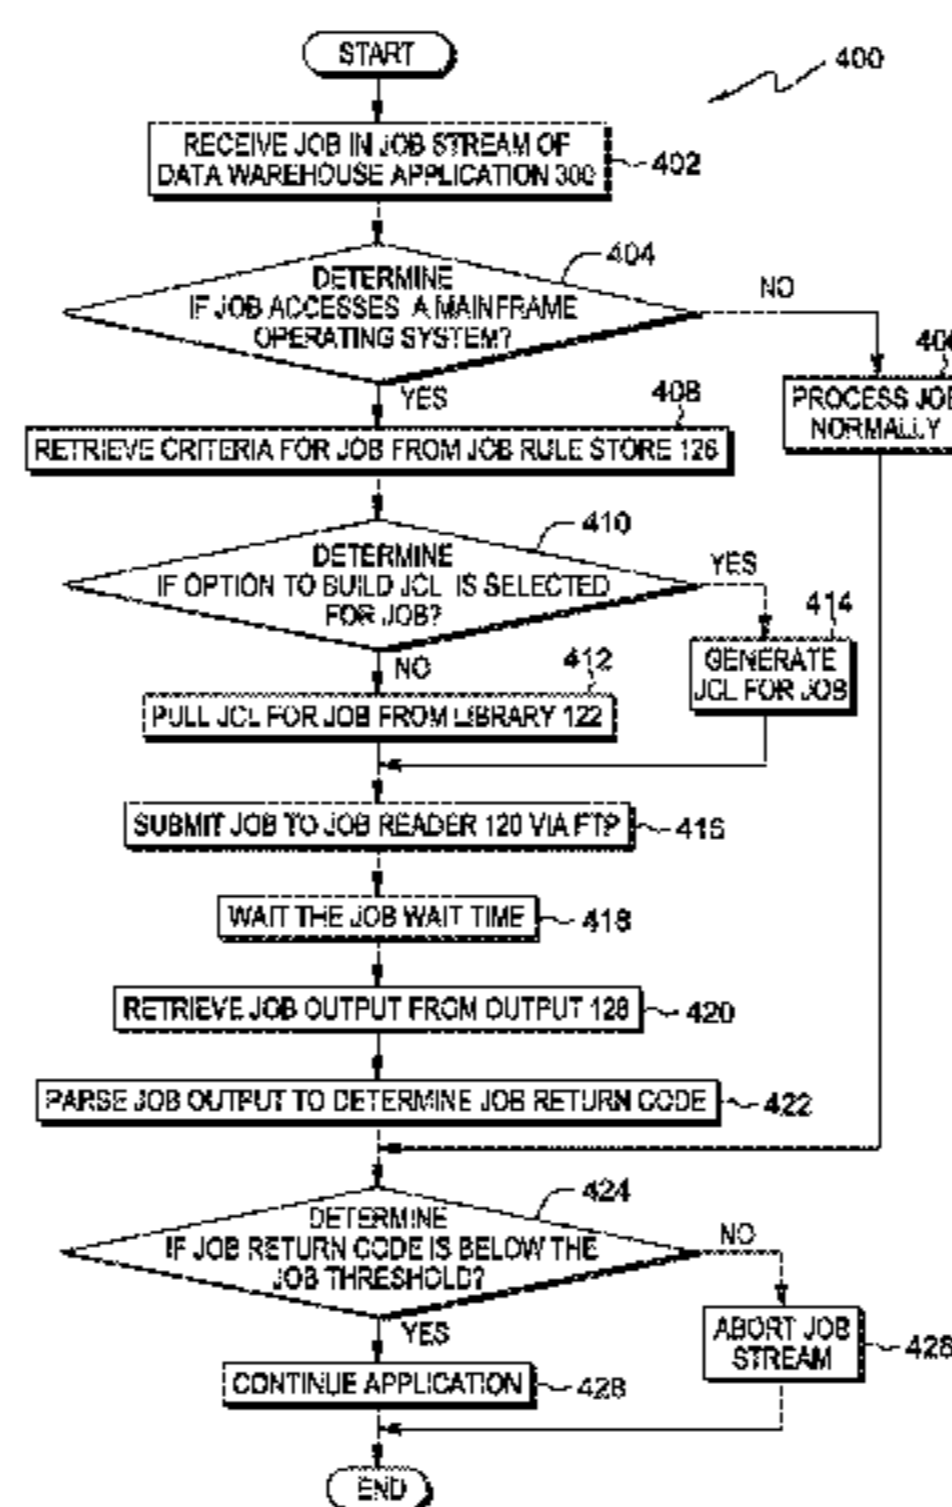 START
400
RECEIVE JOB IN JOB STREAM OF
DATA WAREHOUSE APPLICATION 300
402
DETERMINE
IF JOB ACCESSES A MAINFRAME
OPERATING SYSTEM?
404
NO
YES
PROCESS JOB
NORMALLY
408
RETRIEVE CRITERIA FOR JOB FROM JOB RULE STORE 126
DETERMINE
IF OPTION TO BUILD JCL IS SELECTED
FOR JOB?
410
YES
NO
414
GENERATE
JCL FOR JOB
412
PULL JCL FOR JOB FROM LIBRARY 122
SUBMIT JOB TO JOB READER 120 VIA FTP
416
WAIT THE JOB WAIT TIME
418
RETRIEVE JOB OUTPUT FROM OUTPUT 128
420
PARSE JOB OUTPUT TO DETERMINE JOB RETURN CODE
422
DETERMINE
IF JOB RETURN CODE IS BELOW THE
JOB THRESHOLD?
424
NO
YES
ABORT JOB
STREAM
428
CONTINUE APPLICATION
END